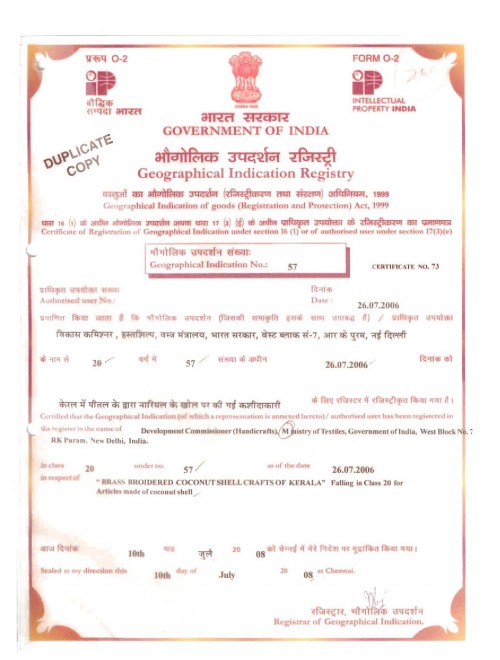 प्ररूप O-2
FORM O-2
बौद्धिक
सम्पदा भारत
INTELLECTUAL
PROPERTY INDIA
DUPLICATE
COPY
भारत सरकार
GOVERNMENT OF INDIA
भौगोलिक उपदर्शन रजिस्ट्री
Geographical Indication Registry
वस्तुओं का भौगोलिक उपदर्शन (रजिस्ट्रीकरण तथा संरक्षण) अधिनियम, 1999
Geographical Indication of goods (Registration and Protection) Act, 1999
धारा 16 (1) के अधीन भौगोलिक उपदर्शन अथवा धारा 17 3 (ई) के अधीन प्राधिकृत उपयोक्ता के रजिस्ट्रीकरण का प्रमाणपत्र
Certificate of Registration of Geographical Indication under section 16 (1) or of authorised user under section 17(3)(e)
भौगोलिक उपदर्शन संख्याः
Geographical Indication No.: 57 CERTIFICATE NO. 73
प्राधिकृत उपयोक्ता संख्याः दिनांक
Authorised user No.: Date : 26.07.2006
प्रमाणित किया जाता है कि भौगोलिक उपदर्शन (जिसकी समाकृति इसके साथ उपाबद्ध है) / प्राधिकृत उपयोक्ता
विकास कमिश्नर , हस्तशिल्प, वस्त्र मंत्रालय, भारत सरकार, वेस्ट ब्लाक सं-7, आर के पुरम, नई दिल्ली
के नाम से 20 वर्ग में 57 संख्या के अधीन 26.07.2006 दिनांक को
केरल में पीतल के द्वारा नारियल के खोल पर की गई कशीदाकारी के लिए रजिस्टर में रजिस्ट्रीकृत किया गया है।
Certified that the Geographical Indication (of which a representation is annexed hereto)/ authorised user has been registered in
the register in the name of Development Commissioner (Handicrafts), Ministry of Textiles, Government of India, West Block No. 7
RK Puram, New Delhi, India.
in class 20 under no. 57 as of the date 26.07.2006
in respect of "BRASS BROIDERED COCONUT SHELL CRAFTS OF KERALA" Falling in Class 20 for
Articles made of coconut shell
आज दिनांक 10th माह जुलै 20 08 को चेन्नई में मेरे निदेश पर मुद्रांकित किया गया।
Sealed at my direction this 10th day of July 20 08 at Chennai.
रजिस्ट्रार, भौगोलिक उपदर्शन
Registrar of Geographical Indication.